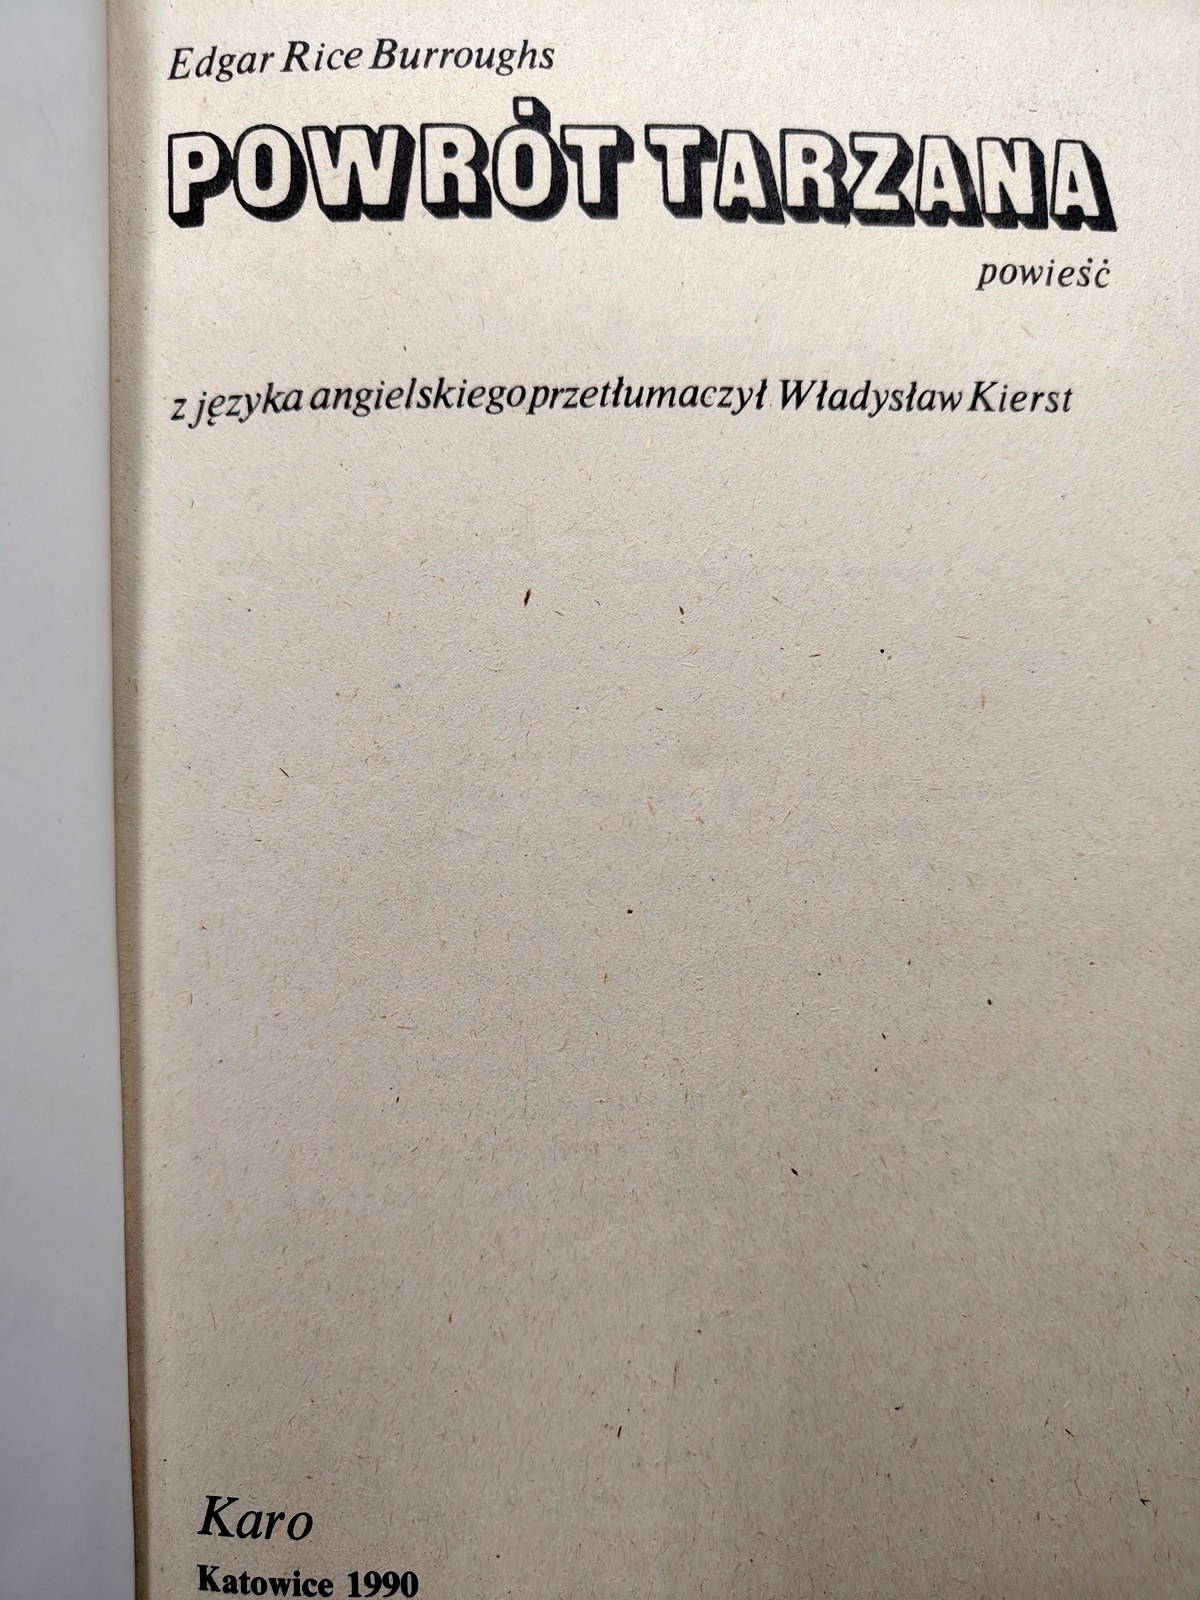 Edgar Rice Burroughs
POWRÓT TARZANA
powieść
z języka angielskiego przetłumaczył Władysław Kierst
Karo
Katowice 1990